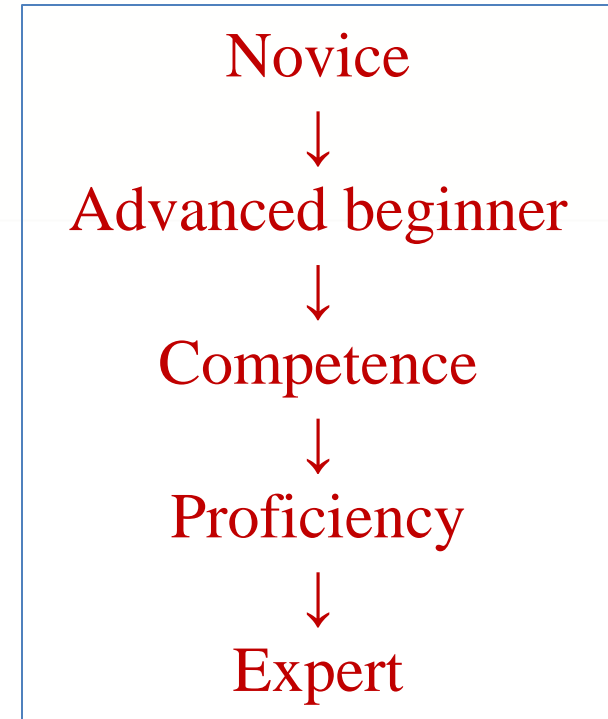 Novice
↓
Advanced beginner
↓
Competence
↓
Proficiency
↓
Expert